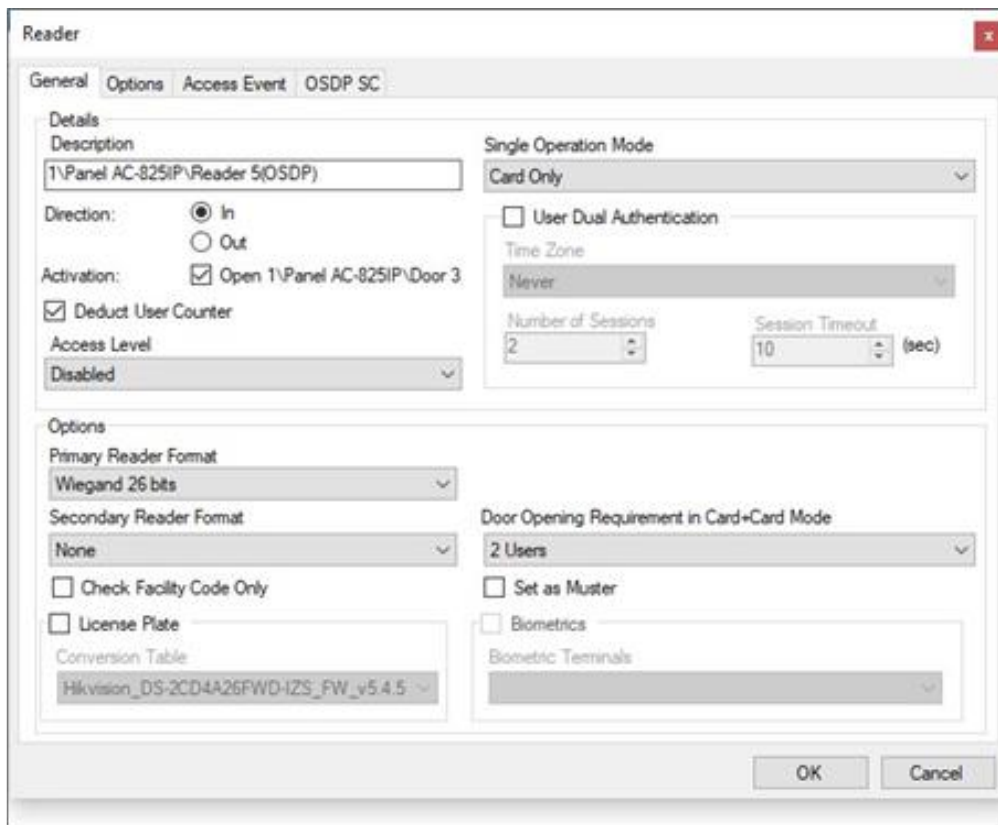 Reader
x
General Options Access Event OSDP SC
Details
Description
1\Panel AC-825IP\Reader 5(OSDP)
Direction:
In
Out
Activation:
Open 1\Panel AC-825IP\Door 3
Deduct User Counter
Access Level
Disabled
Single Operation Mode
Card Only
User Dual Authentication
Time Zone
Never
Number of Sessions
2
Session Timeout
10
(sec)
Options
Primary Reader Format
Wiegand 26 bits
Secondary Reader Format
None
Door Opening Requirement in Card+Card Mode
2 Users
Check Facility Code Only
Set as Muster
License Plate
Conversion Table
Hikvision_DS-2CD4A26FWD-IZS_FW_v5.4.5
Biometrics
Biometric Terminals
OK
Cancel